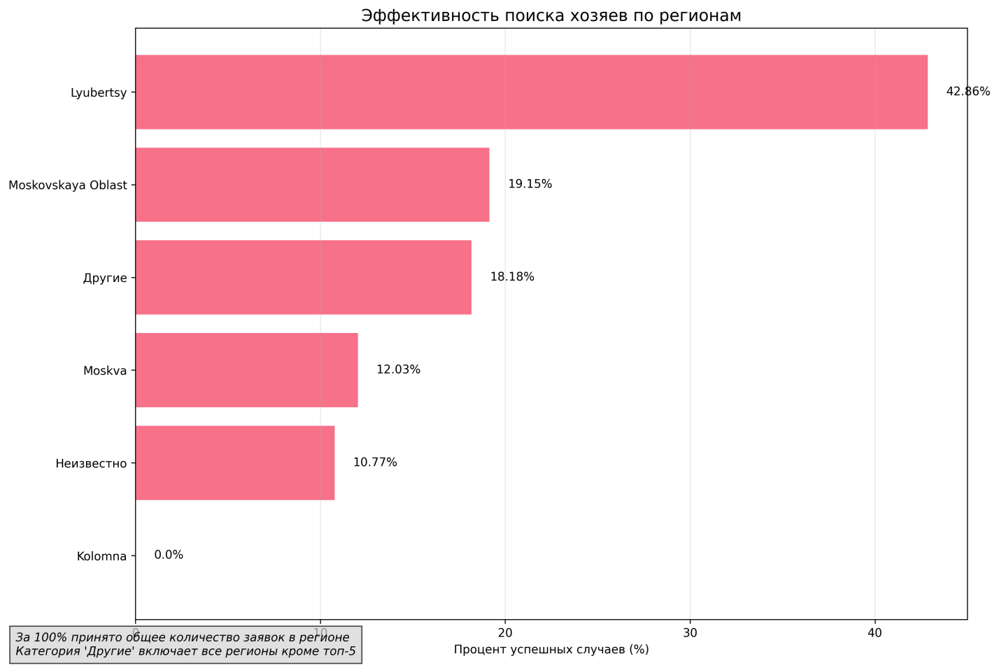 Эффективность поиска хозяев по регионам
Lyubertsy
42.86%
Moskovskaya Oblast
19.15%
Другие
18.18%
Moskva
12.03%
Неизвестно
10.77%
Kolomna
0.0%
0 10 20 30 40
Процент успешных случаев (%)
За 100% принято общее количество заявок в регионе
Категория 'Другие' включает все регионы кроме топ-5